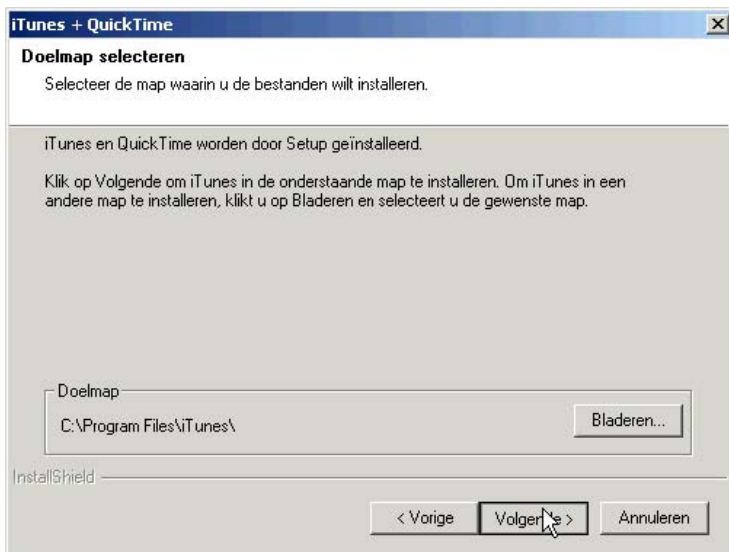 iTunes + QuickTime
Doelmap selecteren
Selecteer de map waarin u de bestanden wilt installeren.
iTunes en QuickTime worden door Setup geïnstalleerd.
Klik op Volgende om iTunes in de onderstaande map te installeren. Om iTunes in een
andere map te installeren, klikt u op Bladeren en selecteert u de gewenste map.
Doelmap
C:\Program Files\iTunes\
Bladeren...
InstallShield
< Vorige
Volgende >
Annuleren